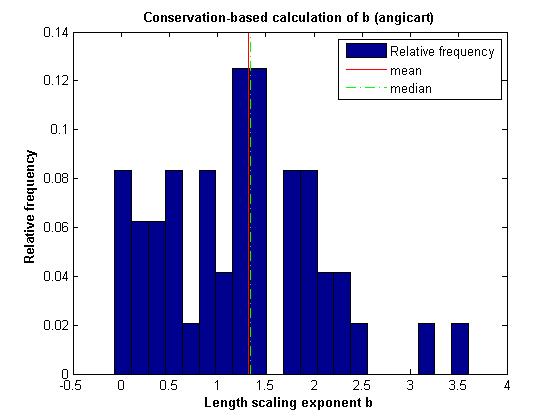 Conservation-based calculation of b (angicart)
0.14
0.12
0.1
0.08
0.06
0.04
0.02
0
Relative frequency
Relative frequency
mean
median
-0.5 0 0.5 1 1.5 2 2.5 3 3.5 4
Length scaling exponent b